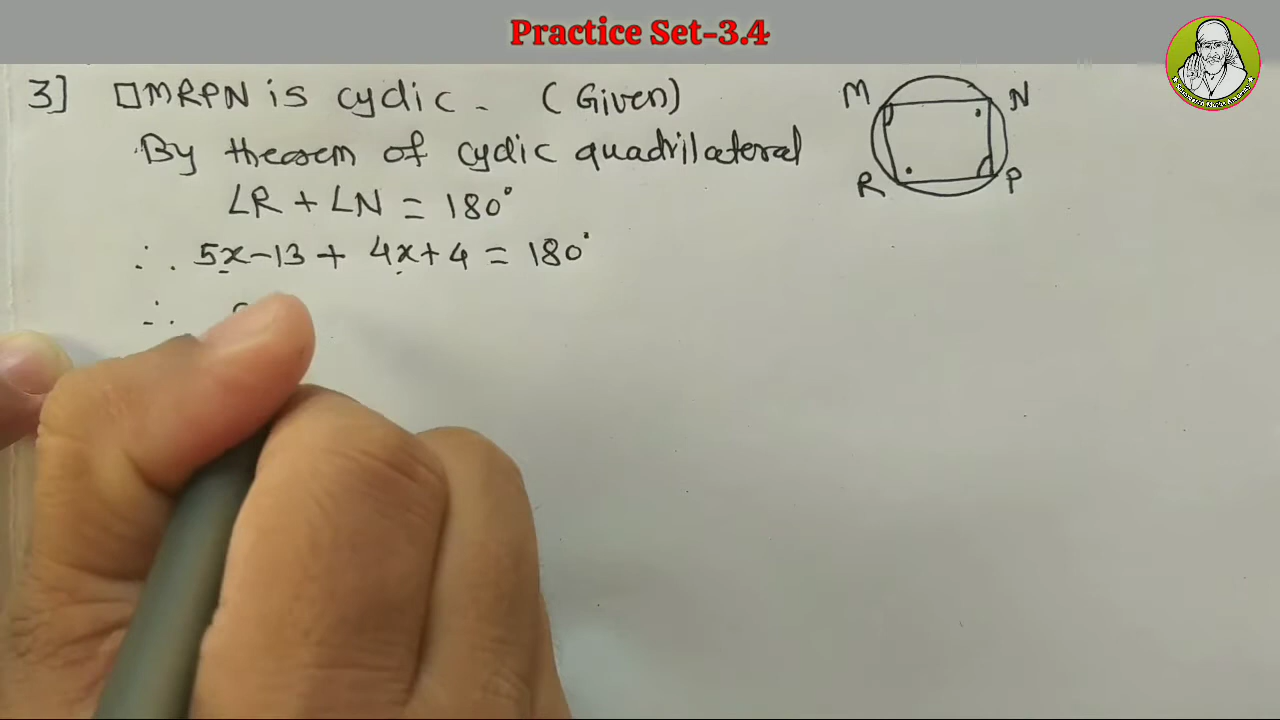 Practice Set-3.4
3] □MRPN is cyclic. (Given)
By theorem of cyclic quadrilateral
∠R + ∠N = 180°
∴ 5x-13 + 4x+4 = 180°
∴
M N
R P